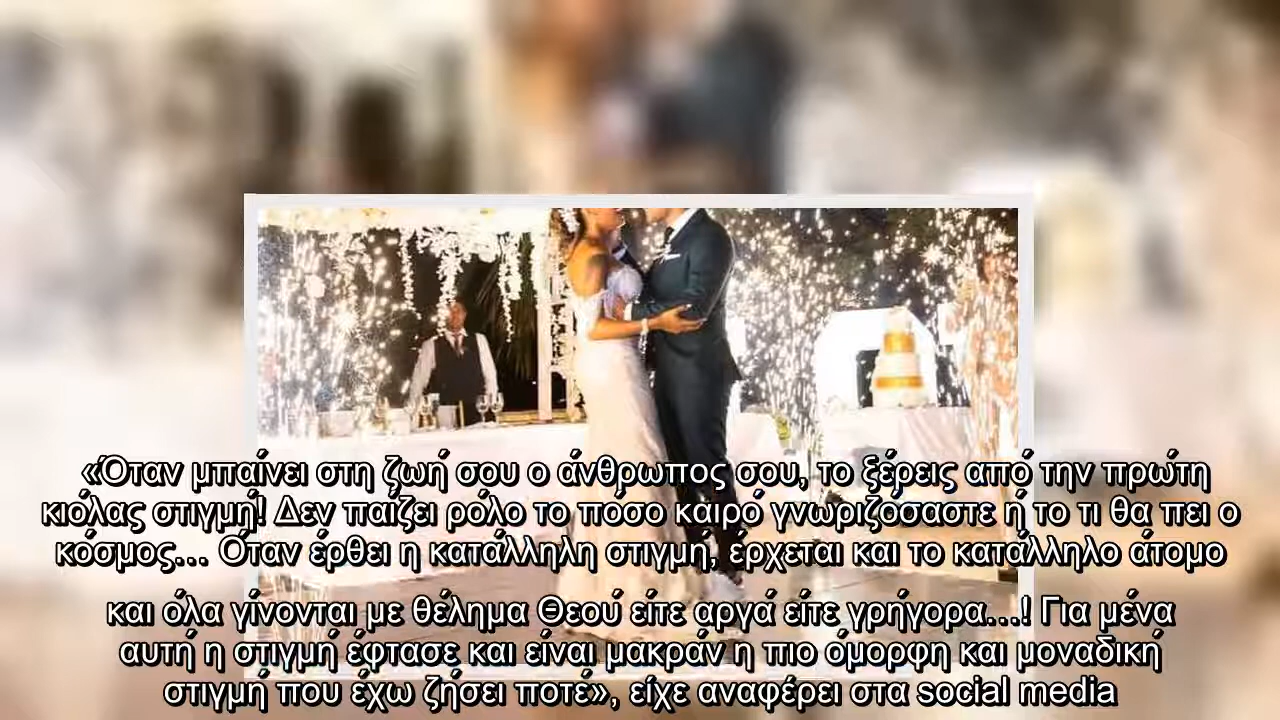 «Όταν μπαίνει στη ζωή σου ο άνθρωπος σου, το ξέρεις από την πρώτη
κιόλας στιγμή! Δεν παίζει ρόλο το πόσο καιρό γνωριζόσαστε ή το τι θα πει ο
κόσμος... Όταν έρθει η κατάλληλη στιγμή, έρχεται και το κατάλληλο άτομο
και όλα γίνονται με θέλημα Θεού είτε αργά είτε γρήγορα...! Για μένα
αυτή η στιγμή έφτασε και είναι μακράν η πιο όμορφη και μοναδική
στιγμή που έχω ζήσει ποτέ», είχε αναφέρει στα social media